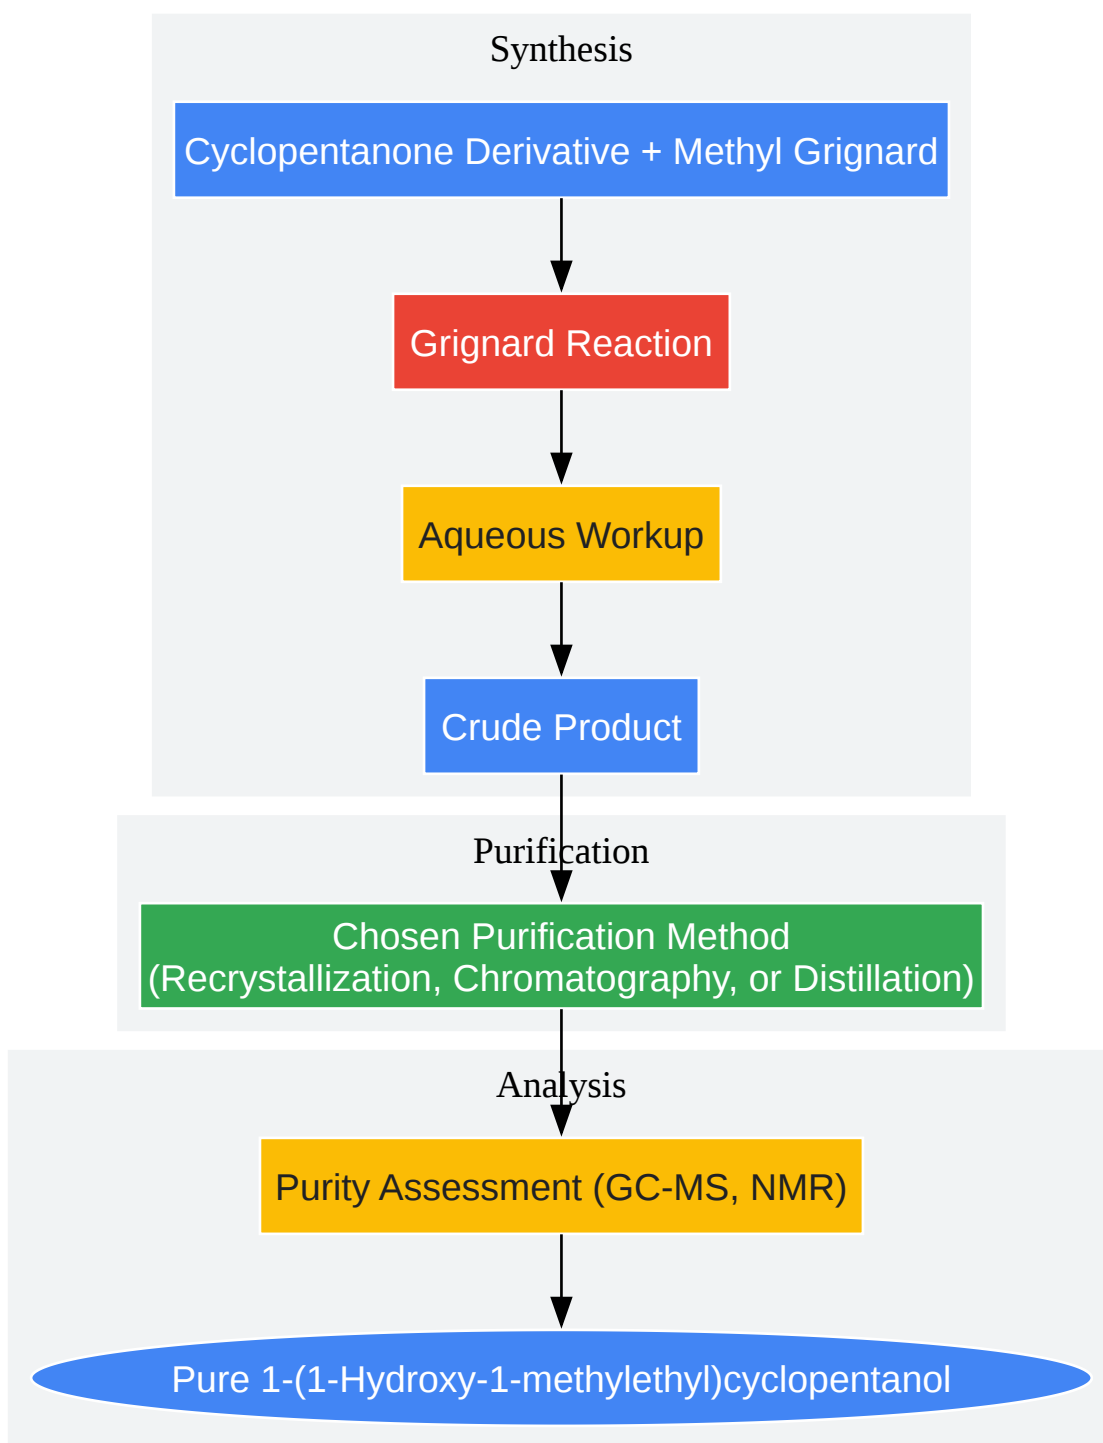 Synthesis
Cyclopentanone Derivative + Methyl Grignard
Grignard Reaction
Aqueous Workup
Crude Product
Purification
Chosen Purification Method
(Recrystallization, Chromatography, or Distillation)
Analysis
Purity Assessment (GC-MS, NMR)
Pure 1-(1-Hydroxy-1-methylethyl)cyclopentanol